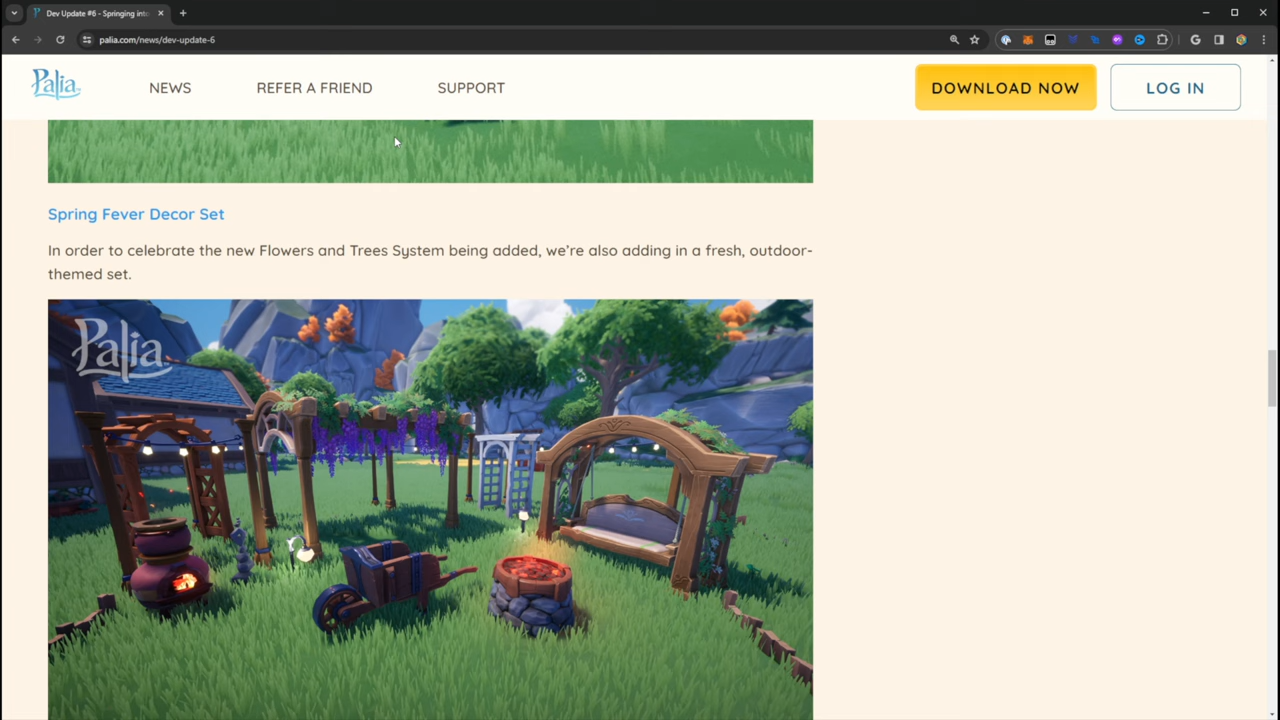 Dev Update #6 - Springing into
palia.com/news/dev-update-6
Palia
NEWS
REFER A FRIEND
SUPPORT
DOWNLOAD NOW
LOG IN
Spring Fever Decor Set
In order to celebrate the new Flowers and Trees System being added, we're also adding in a fresh, outdoor-
themed set.
Palia